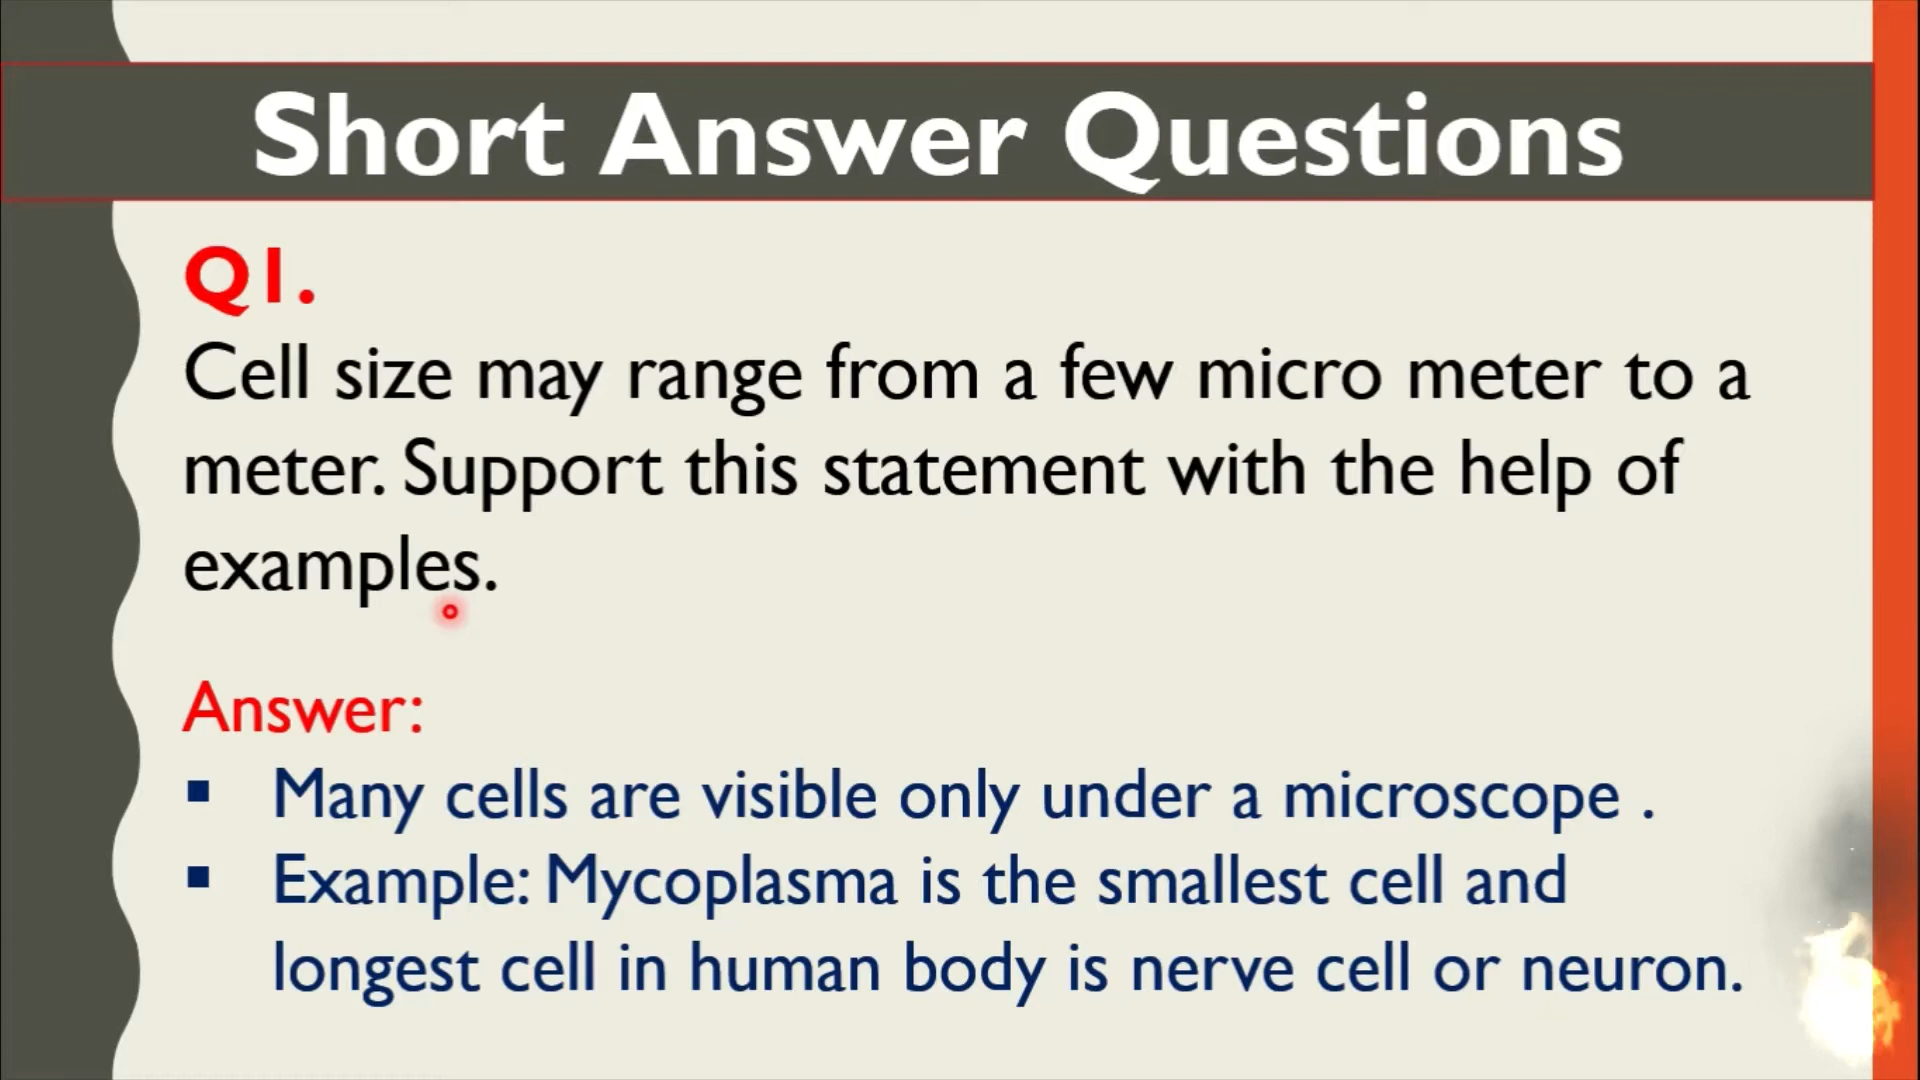 Short Answer Questions
Q1.
Cell size may range from a few micro meter to a
meter. Support this statement with the help of
examples.
Answer:
▪ Many cells are visible only under a microscope .
▪ Example: Mycoplasma is the smallest cell and
longest cell in human body is nerve cell or neuron.